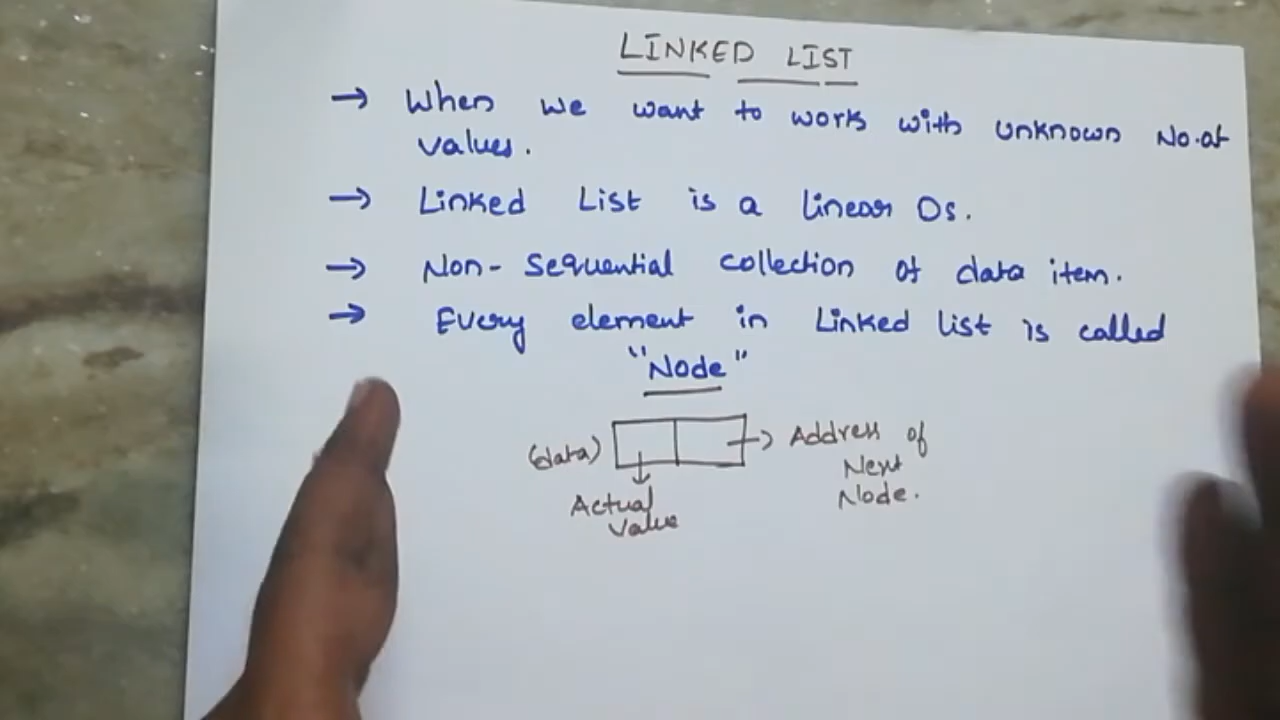 LINKED LIST
→ When we want to work with unknown No.of
values.
→ Linked List is a linear Ds.
→ Non-Sequential collection of data item.
→ Every element in Linked list is called
"Node"
(data) → Address of
Next
Node.
Actual
Value